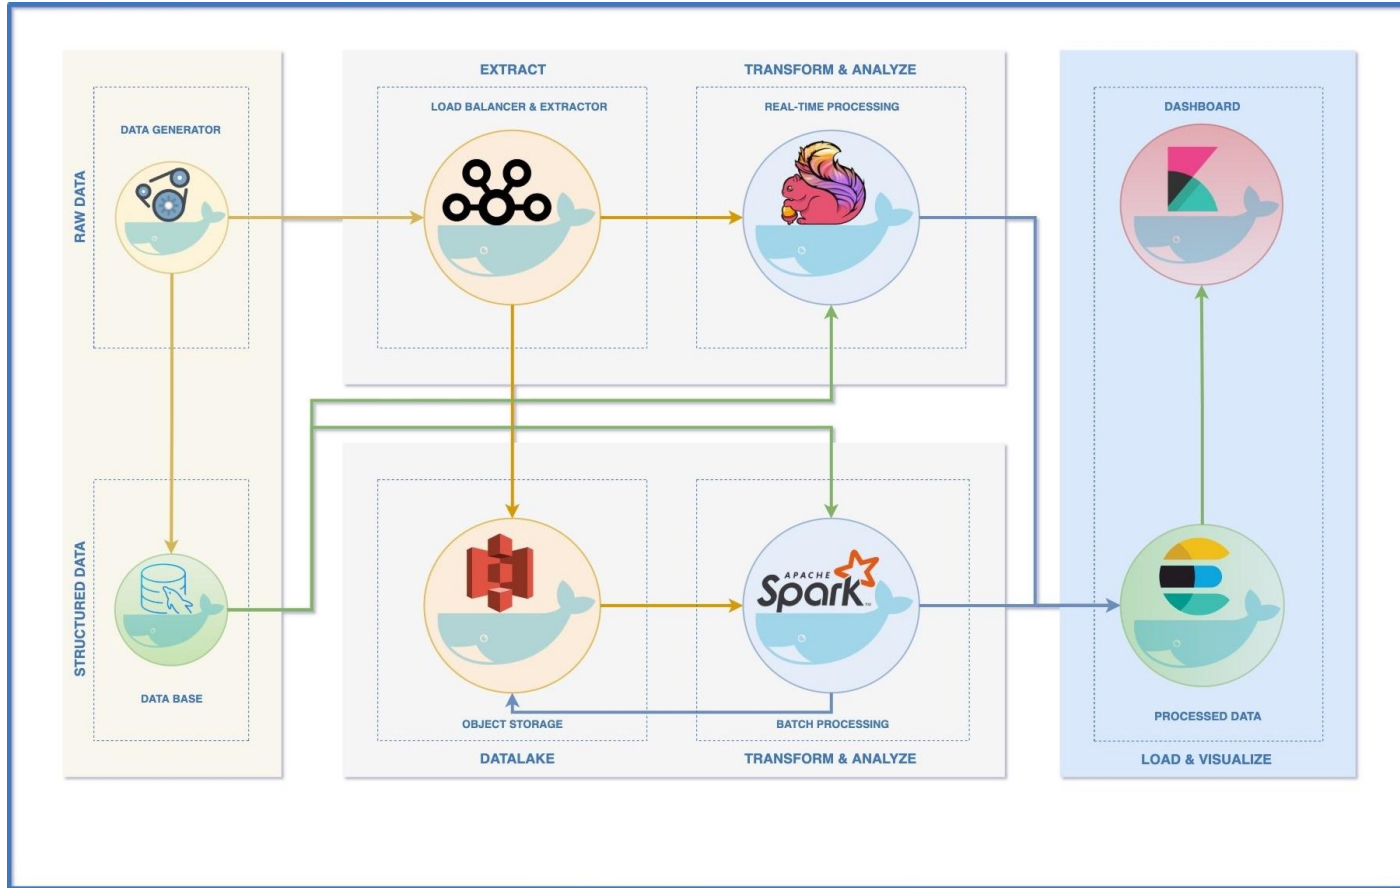 EXTRACT
TRANSFORM & ANALYZE
LOAD BALANCER & EXTRACTOR
REAL-TIME PROCESSING
DASHBOARD
DATA GENERATOR
RAW DATA
STRUCTURED DATA
APACHE
Spark
TM
DATA BASE
OBJECT STORAGE
BATCH PROCESSING
PROCESSED DATA
DATALAKE
TRANSFORM & ANALYZE
LOAD & VISUALIZE